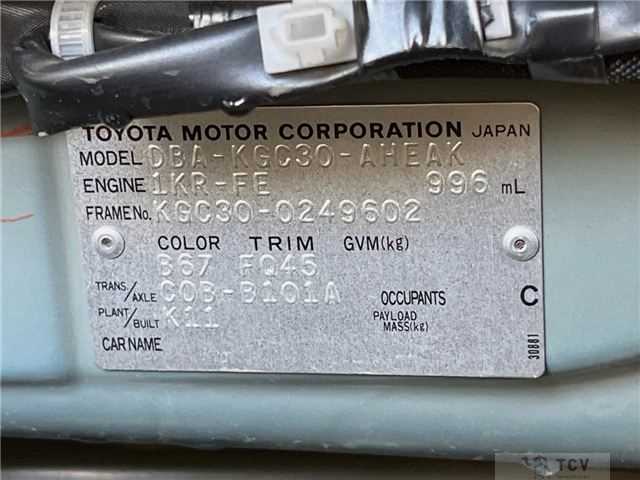 TOYOTA MOTOR CORPORATION JAPAN
MODEL DBA-KGC30-AHEAK
ENGINE 1KR-FE 996 mL
FRAME No. KGC30-0249602
COLOR TRIM GVM(kg)
B67 FQ45
TRANS./AXLE C0B-B101A OCCUPANTS C
PLANT/BUILT K11 PAYLOAD MASS(kg)
CAR NAME
30881
TCV